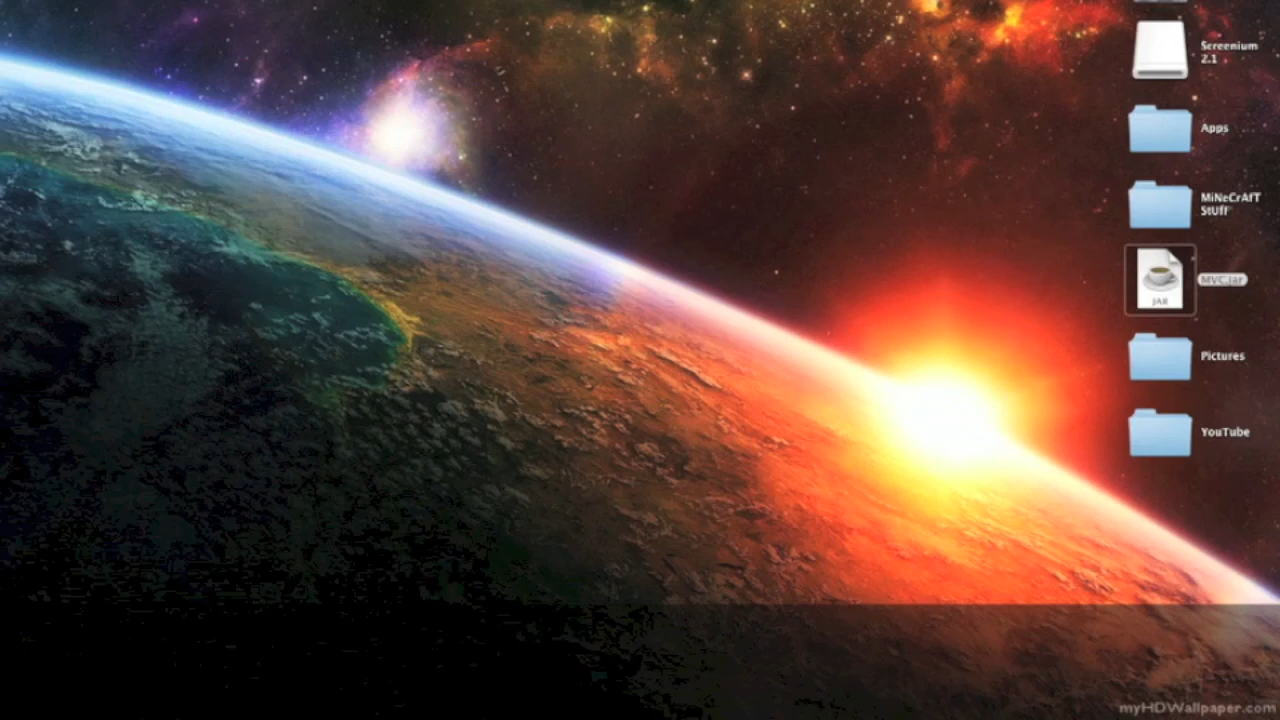 Screenium
2.1
Apps
MiNeCrAfT
StUfF
MVC.jar
JAR
Pictures
YouTube
myHDWallpaper.com